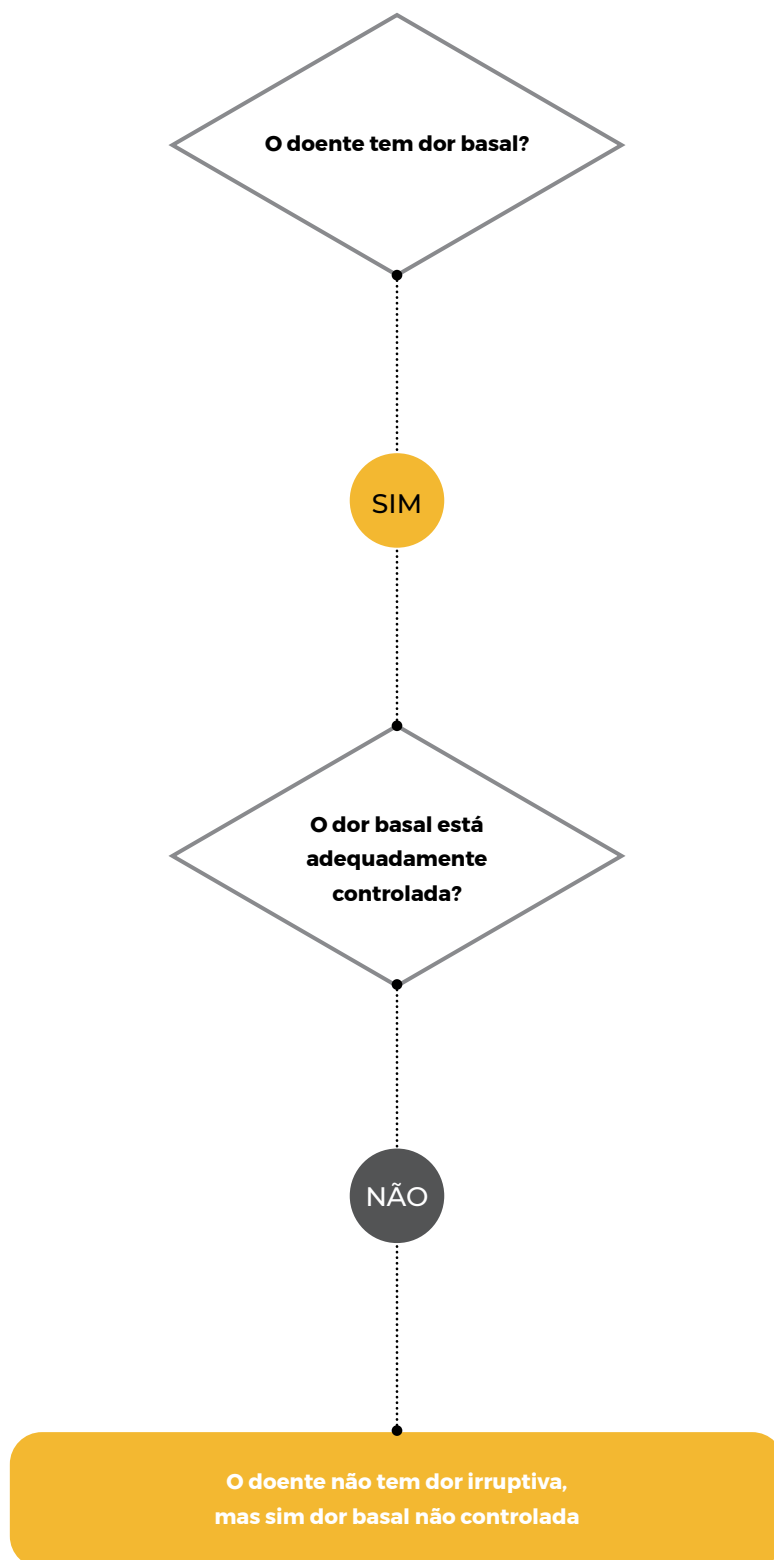 O doente tem dor basal?
SIM
O dor basal está
adequadamente
controlada?
NÃO
O doente não tem dor irruptiva,
mas sim dor basal não controlada